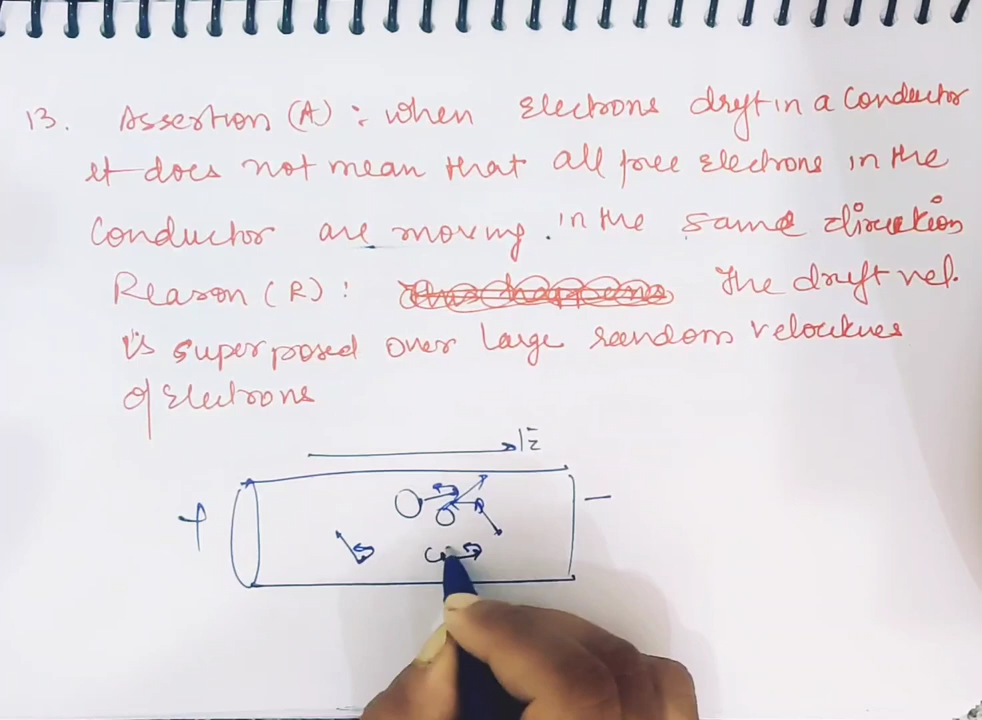 13. Assertion (A) : when Electrons drift in a conductor
it does not mean that all free electrons in the
conductor are moving in the same direction
Reason (R) : The drift vel.
is superposed over large random velocities
of Electrons
E
+
-